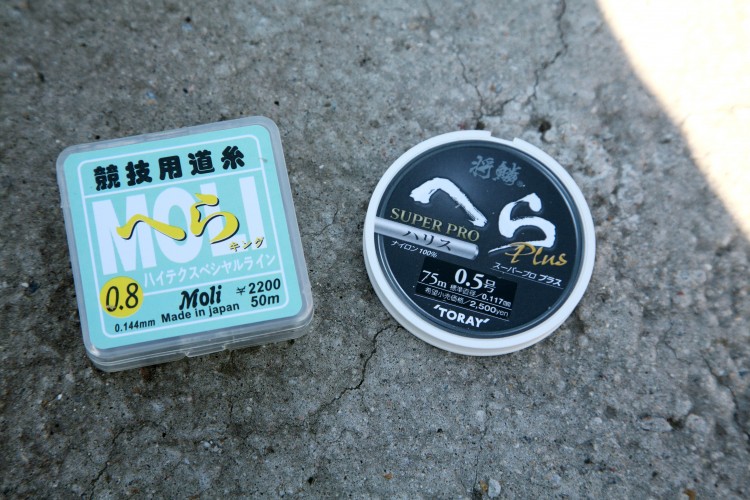 競技用道糸
MOLI
へら
キング
ハイテクスペシャルライン
0.8
Moli
¥2200
Made in japan
50m
0.144mm
将鱗
へら
SUPER PRO
Plus
ハリス
スーパープロ プラス
ナイロン100%
75m 0.5号
標準直径/0.117mm
希望小売価格/2,500yen
"TORAY"